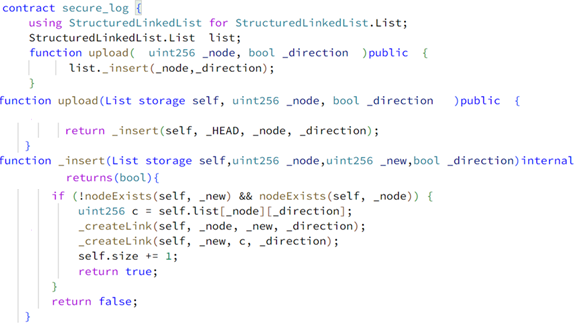 contract secure_log {
using StructuredLinkedList for StructuredLinkedList.List;
StructuredLinkedList.List list;
function upload( uint256 _node, bool _direction )public {
list._insert(_node,_direction);
}
function upload(List storage self, uint256 _node, bool _direction )public {
return _insert(self, _HEAD, _node, _direction);
}
function _insert(List storage self,uint256 _node,uint256 _new,bool _direction)internal
returns(bool){
if (!nodeExists(self, _new) && nodeExists(self, _node)) {
uint256 c = self.list[_node][_direction];
_createLink(self, _node, _new, _direction);
_createLink(self, _new, c, _direction);
self.size += 1;
return true;
}
return false;
}